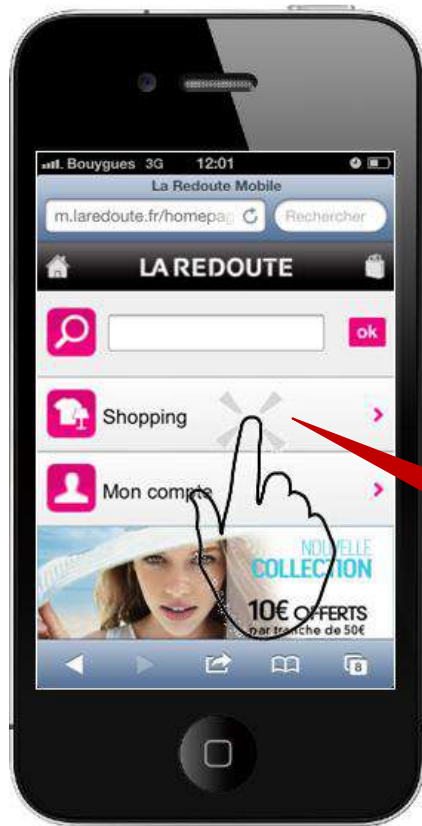 Bouygues 3G 12:01
La Redoute Mobile
m.laredoute.fr/homepag
Rechercher
LA REDOUTE
ok
Shopping
Mon compte
NOUVELLE
COLLECTION
10€ OFFERTS
par tranche de 50€
8